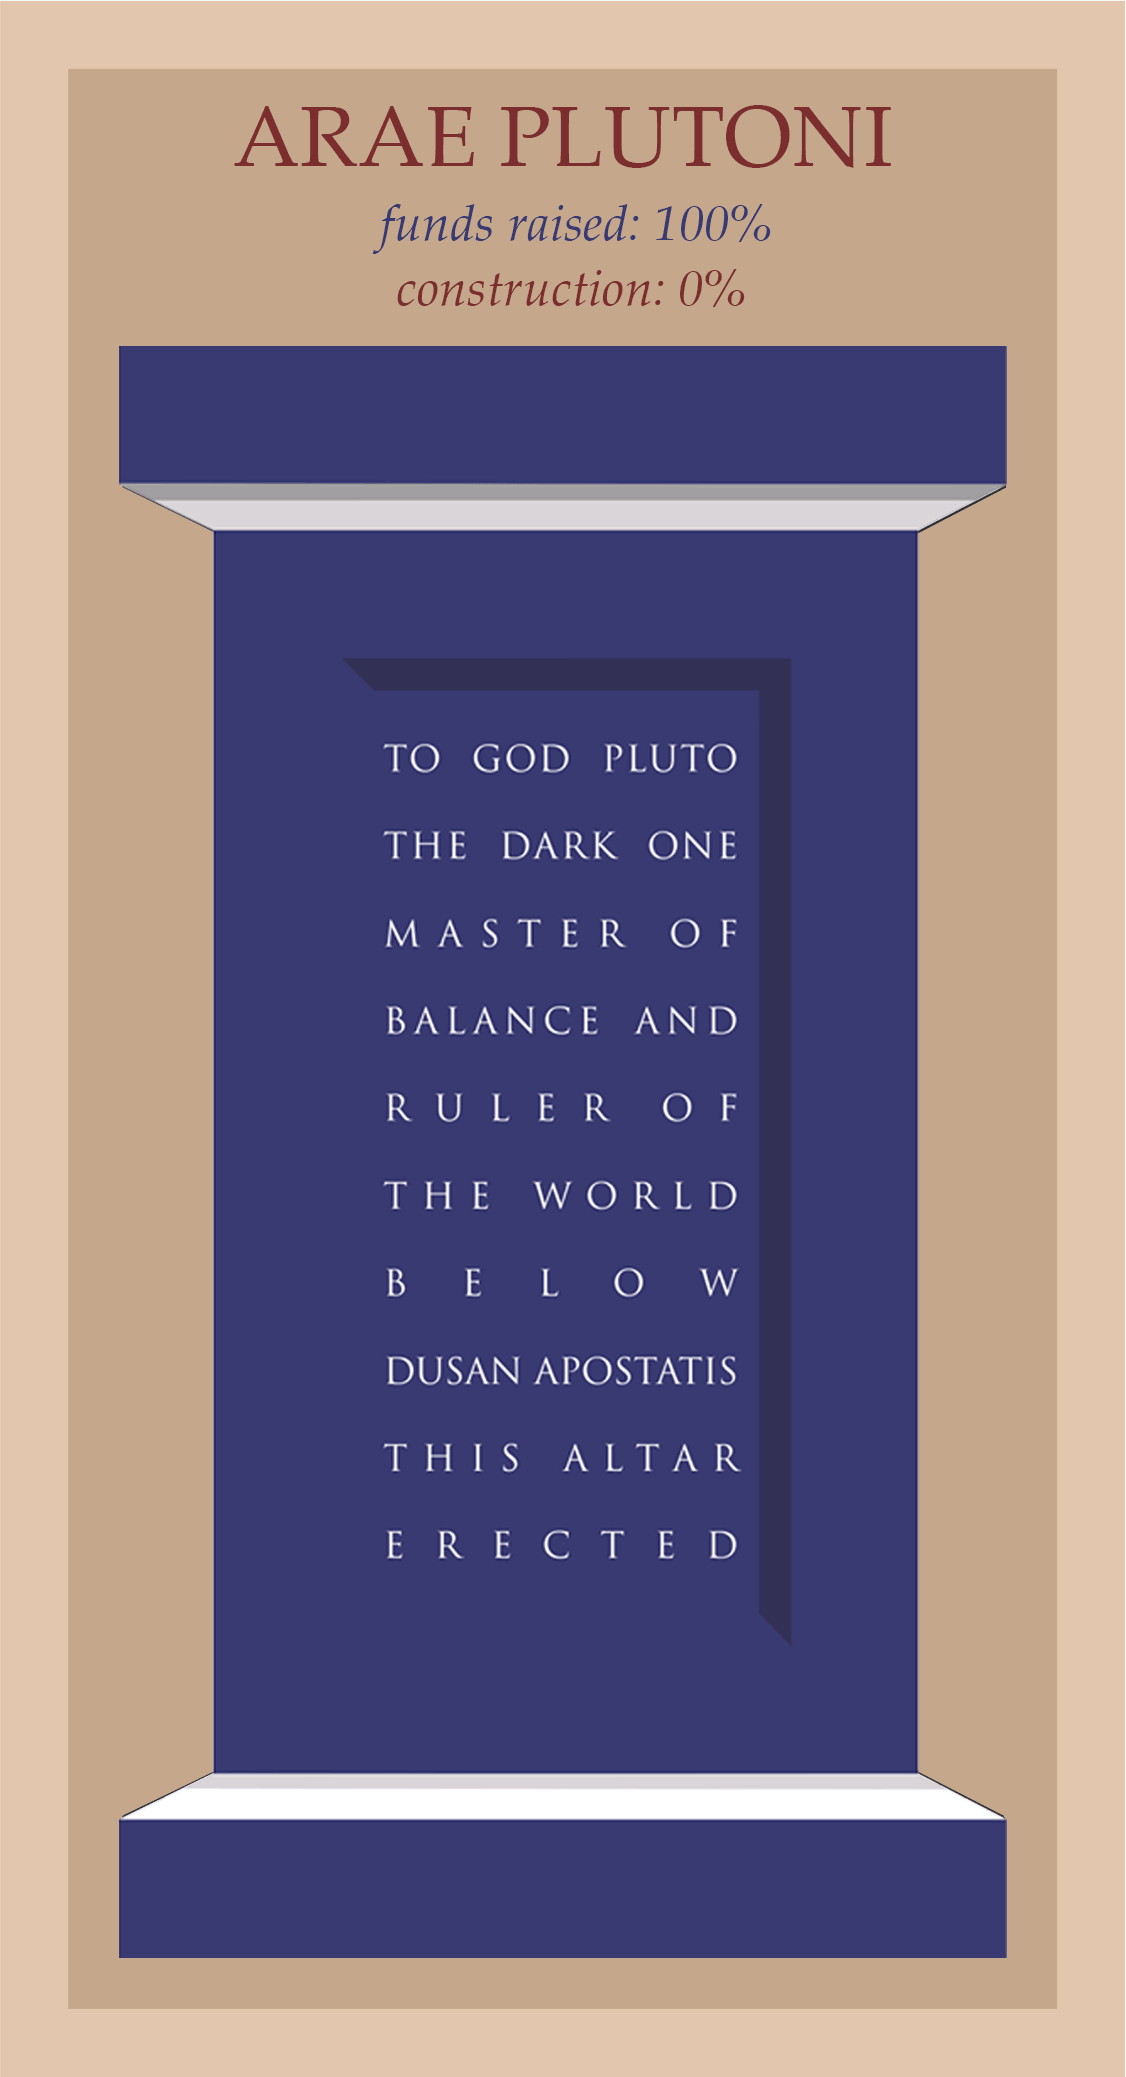 ARAE PLUTONI
funds raised: 100%
construction: 0%
TO GOD PLUTO
THE DARK ONE
MASTER OF
BALANCE AND
RULER OF
THE WORLD
BELOW
DUSAN APOSTATIS
THIS ALTAR
ERECTED